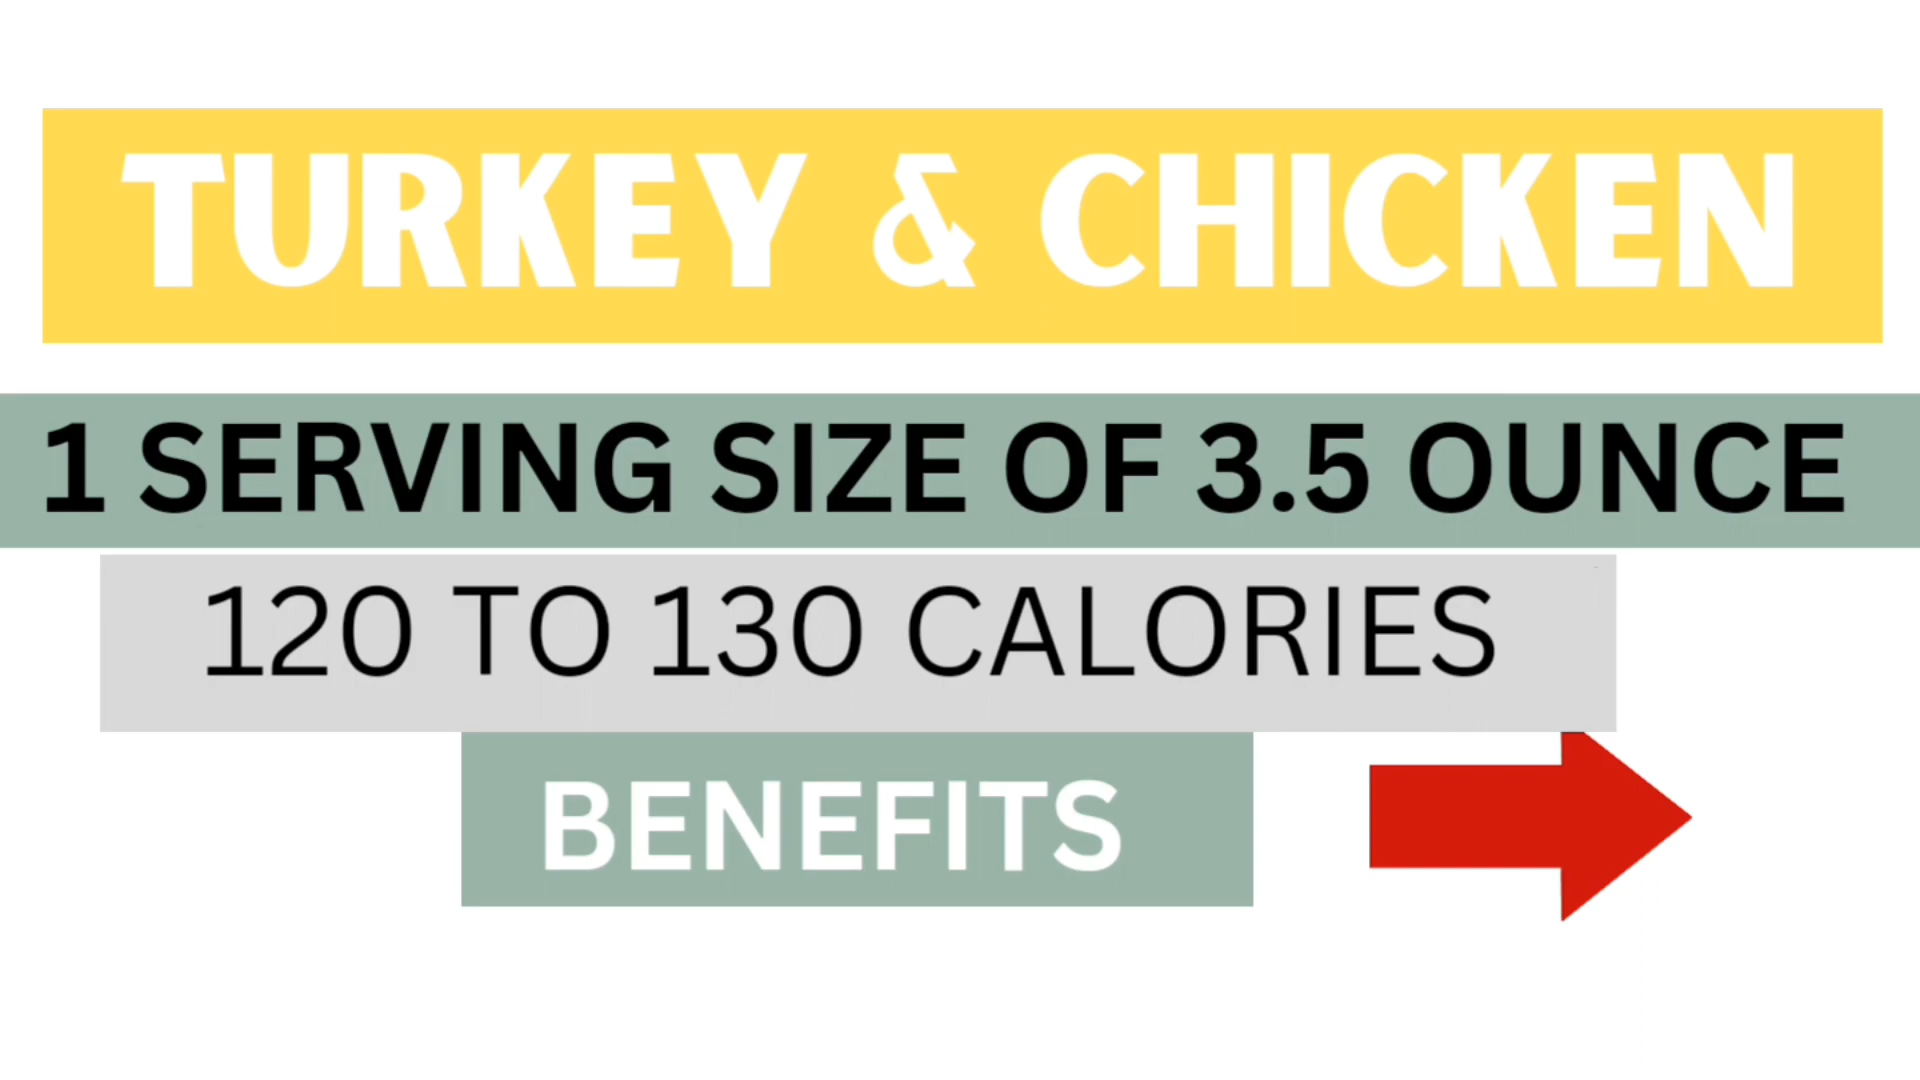 TURKEY & CHICKEN
1 SERVING SIZE OF 3.5 OUNCE
120 TO 130 CALORIES
BENEFITS